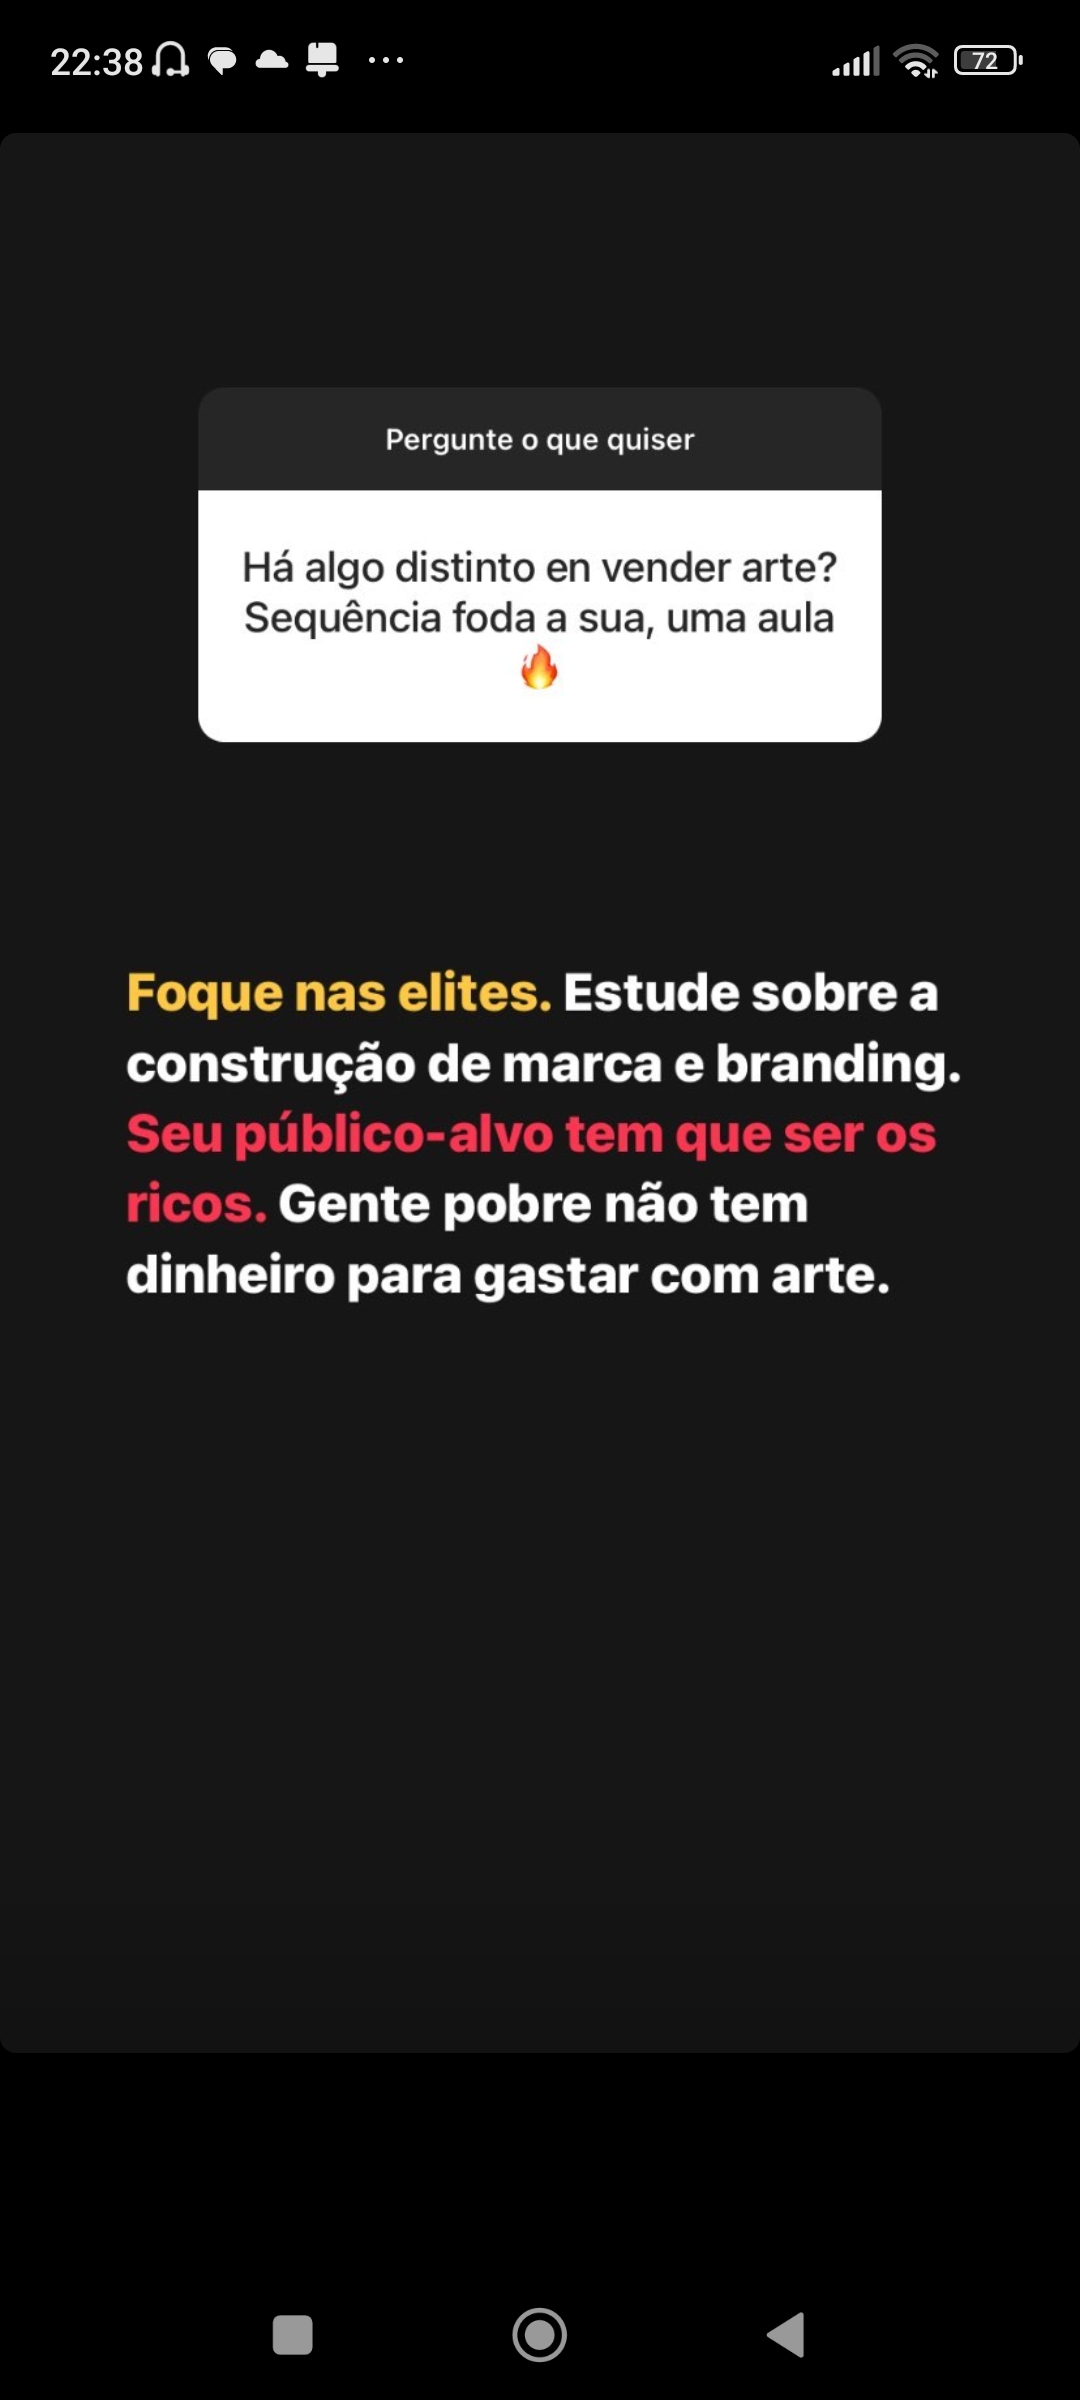 22:38
72
Pergunte o que quiser
Há algo distinto en vender arte?
Sequência foda a sua, uma aula
🔥
Foque nas elites. Estude sobre a
construção de marca e branding.
Seu público-alvo tem que ser os
ricos. Gente pobre não tem
dinheiro para gastar com arte.